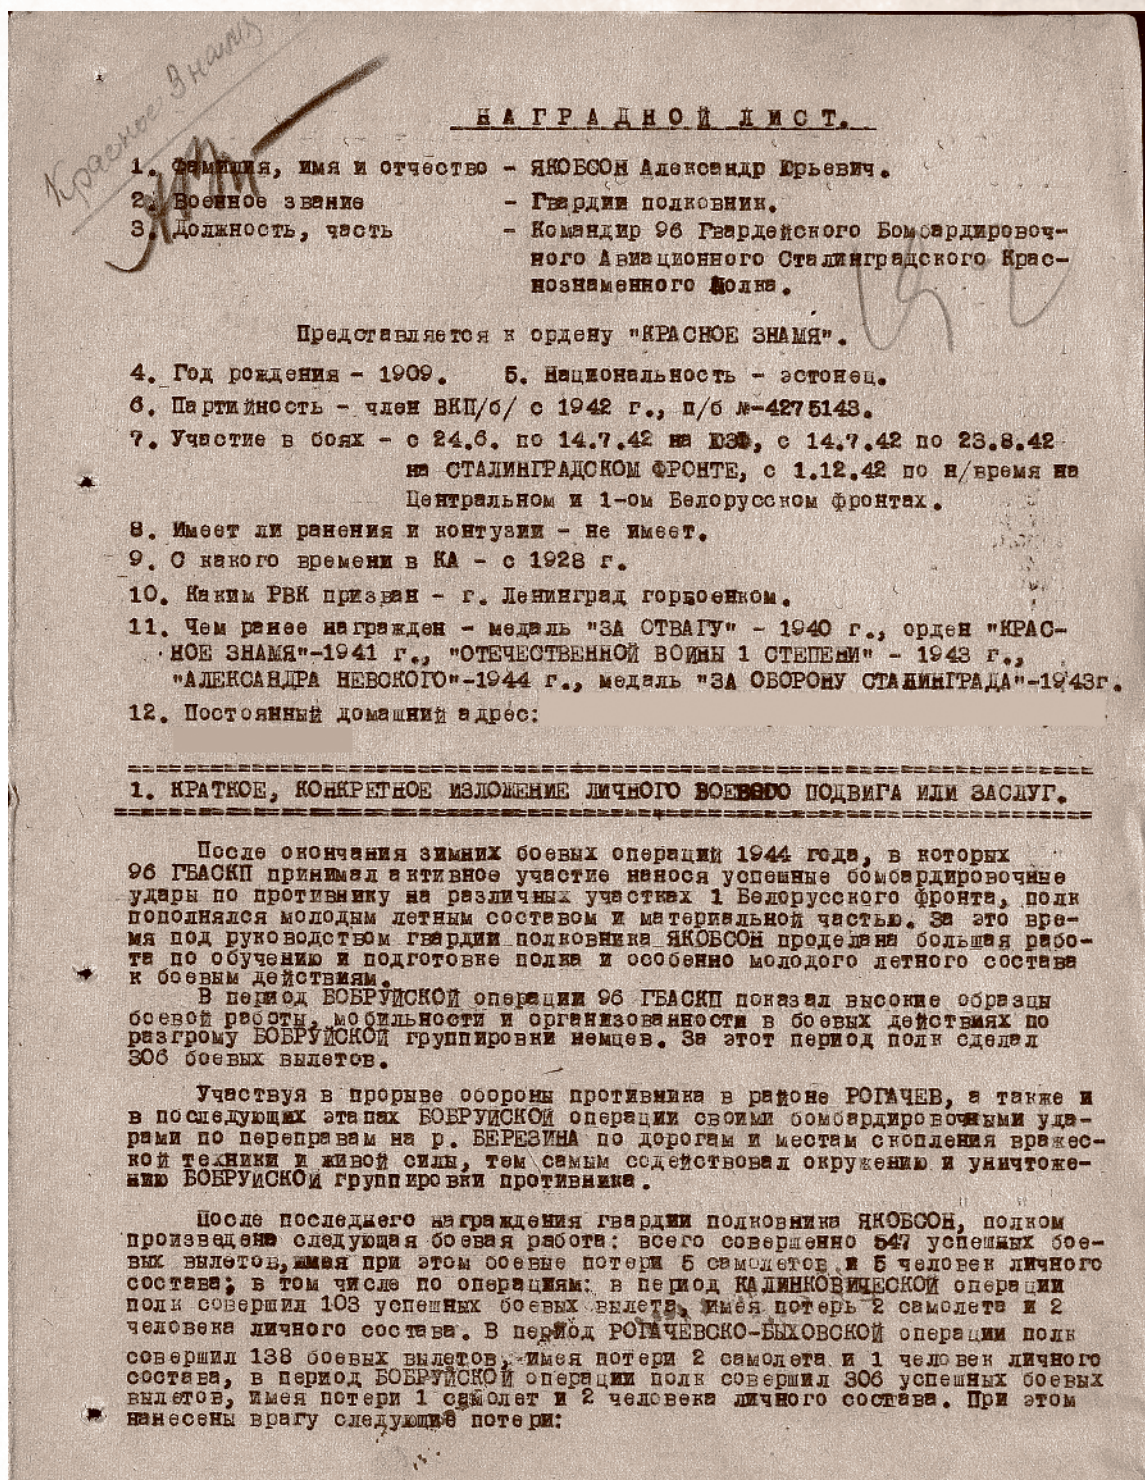 Красное Знамя
НАГРАДНОЙ ЛИСТ.
1. Фамилия, имя и отчество - ЯКОБСОН Александр Юрьевич.
2. Военное звание - Гвардии полковник.
3. Должность, часть - Командир 96 Гвардейского Бомбардировоч-
ного Авиационного Сталинградского Крас-
нознаменного Полка.
Представляется к ордену "КРАСНОЕ ЗНАМЯ".
4. Год рождения - 1909. 5. Национальность - эстонец.
6. Партийность - член ВКП/б/ с 1942 г., п/б №-4275143.
7. Участие в боях - с 24.6. по 14.7.42 на ЮЗФ, с 14.7.42 по 23.8.42
на СТАЛИНГРАДСКОМ ФРОНТЕ, с 1.12.42 по н/время на
Центральном и 1-ом Белорусском фронтах.
8. Имеет ли ранения и контузии - не имеет.
9. С какого времени в КА - с 1928 г.
10. Каким РВК призван - г. Ленинград горвоенком.
11. Чем ранее награжден - медаль "ЗА ОТВАГУ" - 1940 г., орден "КРАС-
НОЕ ЗНАМЯ"-1941 г., "ОТЕЧЕСТВЕННОЙ ВОЙНЫ 1 СТЕПЕНИ" - 1943 г.,
"АЛЕКСАНДРА НЕВСКОГО"-1944 г., медаль "ЗА ОБОРОНУ СТАЛИНГРАДА"-1943г.
12. Постоянный домашний адрес:
1. КРАТКОЕ, КОНКРЕТНОЕ ИЗЛОЖЕНИЕ ЛИЧНОГО БОЕВОГО ПОДВИГА ИЛИ ЗАСЛУГ.
После окончания зимних боевых операций 1944 года, в которых
96 ГБАСКП принимал активное участие нанося успешные бомбардировочные
удары по противнику на различных участках 1 Белорусского фронта, полк
пополнялся молодым летным составом и материальной частью. За это вре-
мя под руководством гвардии полковника ЯКОБСОН проделана большая рабо-
та по обучению и подготовке полка и особенно молодого летного состава
к боевым действиям.
В период БОБРУЙСКОЙ операции 96 ГБАСКП показал высокие образцы
боевой работы, мобильности и организованности в боевых действиях по
разгрому БОБРУЙСКОЙ группировки немцев. За этот период полк сделал
306 боевых вылетов.
Участвуя в прорыве обороны противника в районе РОГАЧЕВ, а также и
в последующих этапах БОБРУЙСКОЙ операции своими бомбардировочными уда-
рами по переправам на р. БЕРЕЗИНА по дорогам и местам скопления вражес-
кой техники и живой силы, тем самым содействовал окружению и уничтоже-
нию БОБРУЙСКОЙ группировки противника.
После последнего награждения гвардии полковника ЯКОБСОН, полком
произведена следующая боевая работа: всего совершенно 547 успешных бое-
вых вылетов, имея при этом боевые потери 5 самолетов и 5 человек личного
состава; в том числе по операциям: в период КАЛИНКОВИЧЕСКОЙ операции
полк совершил 103 успешных боевых вылета, имея потерь 2 самолета и 2
человека личного состава. В период РОГАЧЕВСКО-БЫХОВСКОЙ операции полк
совершил 138 боевых вылетов, имея потери 2 самолета и 1 человек личного
состава, в период БОБРУЙСКОЙ операции полк совершил 306 успешных боевых
вылетов, имея потери 1 самолет и 2 человека личного состава. При этом
нанесены врагу следующие потери: